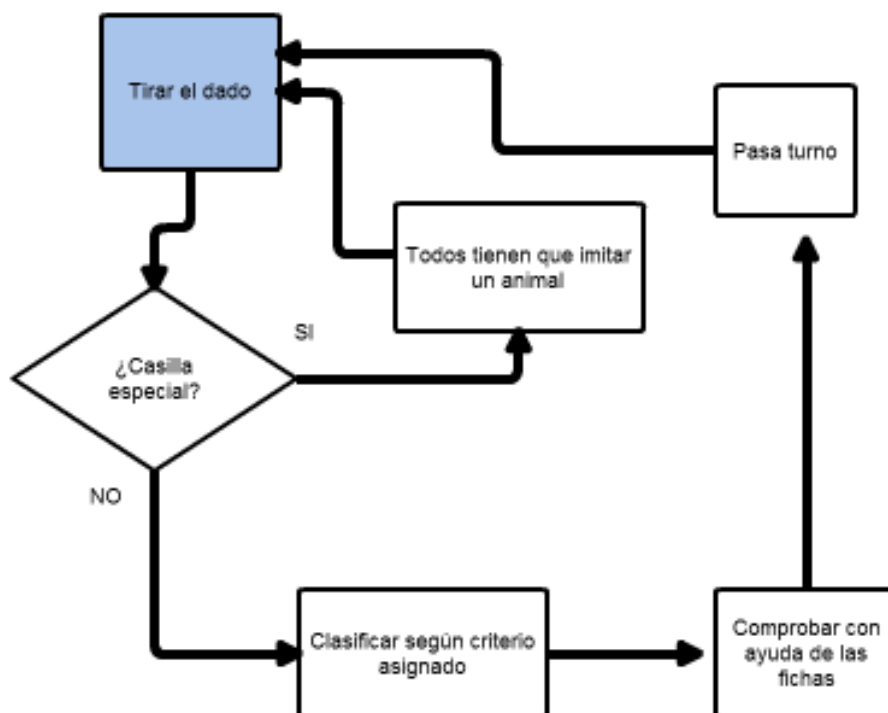 Tirar el dado
Pasa turno
Todos tienen que imitar
un animal
SI
¿Casilla
especial?
NO
Clasificar según criterio
asignado
Comprobar con
ayuda de las
fichas